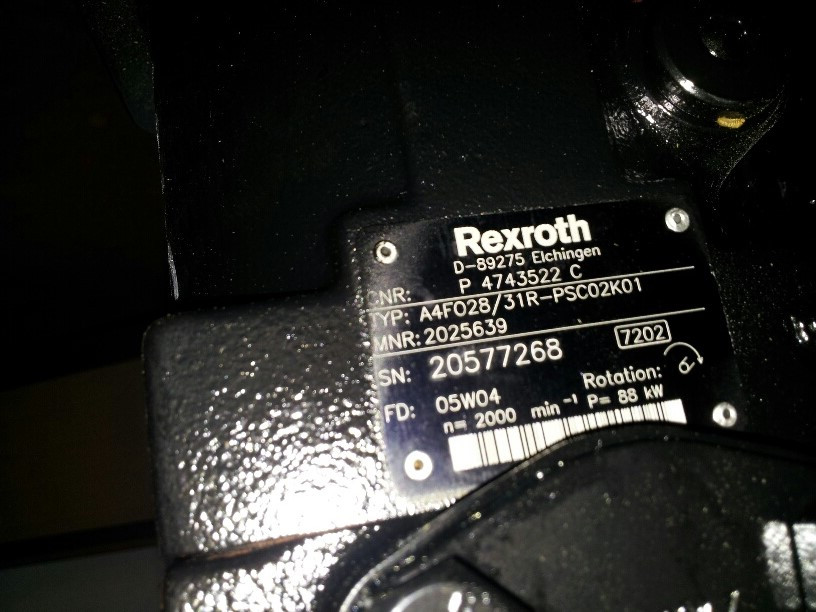 Rexroth
D-89275 Elchingen
CNR: P 4743522 C
TYP: A4FO28/31R-PSC02K01
MNR: 2025639
7202
SN: 20577268
Rotation:
FD: 05W04
n= 2000 min⁻¹ P= 88 kW